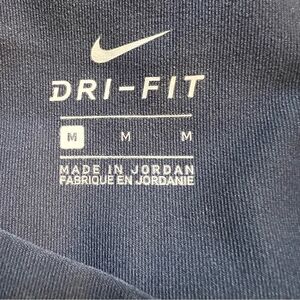 DRI-FIT
M M M
MADE IN JORDAN
FABRIQUE EN JORDANIE